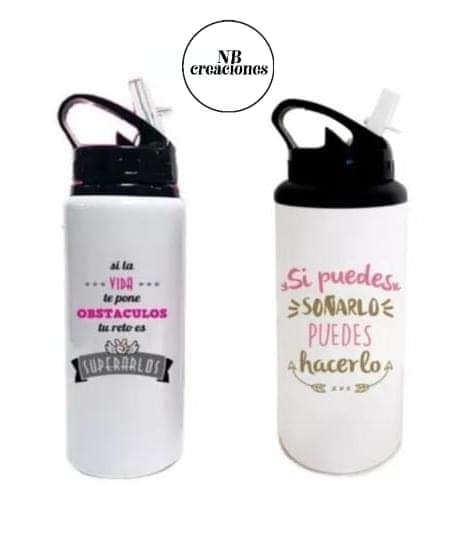 NB
creaciones
si la
VIDA
te pone
OBSTACULOS
tu reto es
SUPERARLOS
Si puedes
SOÑARLO
PUEDES
hacerlo